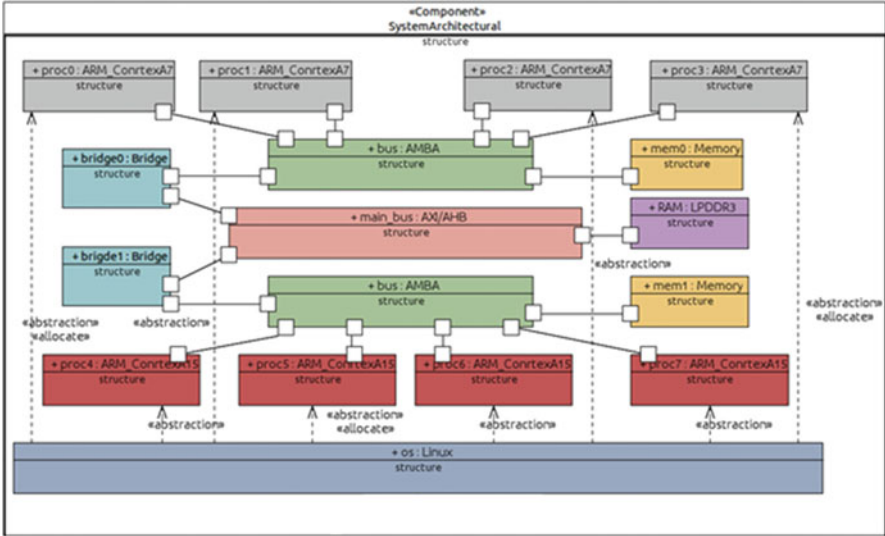 «Component»
SystemArchitectural
structure
+ proc0 : ARM_ConrtexA7
structure
+ proc1 : ARM_ConrtexA7
structure
+ proc2 : ARM_ConrtexA7
structure
+ proc3 : ARM_ConrtexA7
structure
+ bridge0 : Bridge
structure
+ bus : AMBA
structure
+ mem0 : Memory
structure
+ main_bus : AXI/AHB
structure
+ RAM : LPDDR3
structure
+ brigde1 : Bridge
structure
«abstraction»
+ bus : AMBA
structure
+ mem1 : Memory
structure
«abstraction»
«allocate»
«abstraction»
«abstraction»
«allocate»
+ proc4 : ARM_ConrtexA15
structure
+ proc5 : ARM_ConrtexA15
structure
+ proc6 : ARM_ConrtexA15
structure
+ proc7 : ARM_ConrtexA15
structure
«abstraction»
«abstraction»
«allocate»
«abstraction»
«abstraction»
+ os : Linux
structure